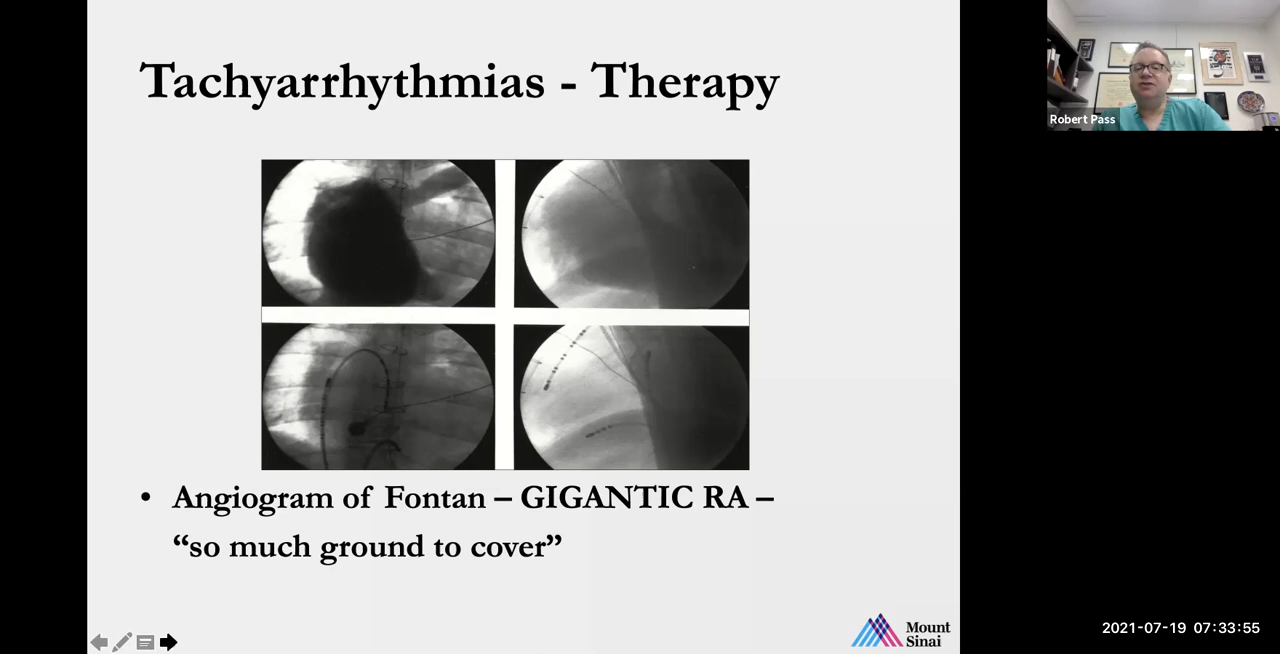 Tachyarrhythmias - Therapy
Robert Pass
• Angiogram of Fontan – GIGANTIC RA –
“so much ground to cover”
Mount
Sinai
2021-07-19 07:33:55